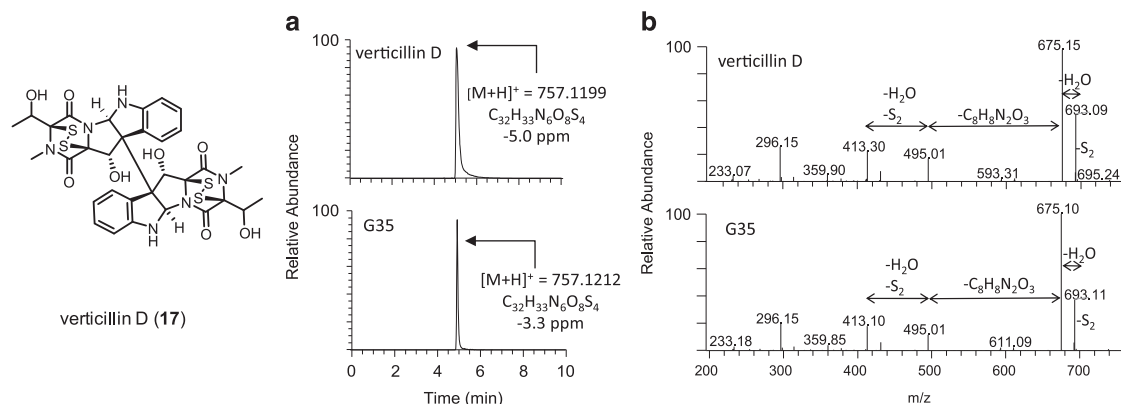 OH
O
H
H
N
N
S
S
N
O
OH
HO
H
O
N
S
S
N
N
H
H
O
OH
verticillin D (17)
a
100
verticillin D
[M+H]+ = 757.1199
C32H33N6O8S4
-5.0 ppm
Relative Abundance
100
G35
[M+H]+ = 757.1212
C32H33N6O8S4
-3.3 ppm
0 2 4 6 8 10
Time (min)
b
100
verticillin D
675.15
-H2O
693.09
-S2
695.24
-H2O
-S2
-C8H8N2O3
296.15
413.30
495.01
233.07
359.90
593.31
Relative Abundance
100
G35
675.10
-H2O
693.11
-S2
-H2O
-S2
-C8H8N2O3
296.15
413.10
495.01
233.18
359.85
611.09
200 300 400 500 600 700
m/z